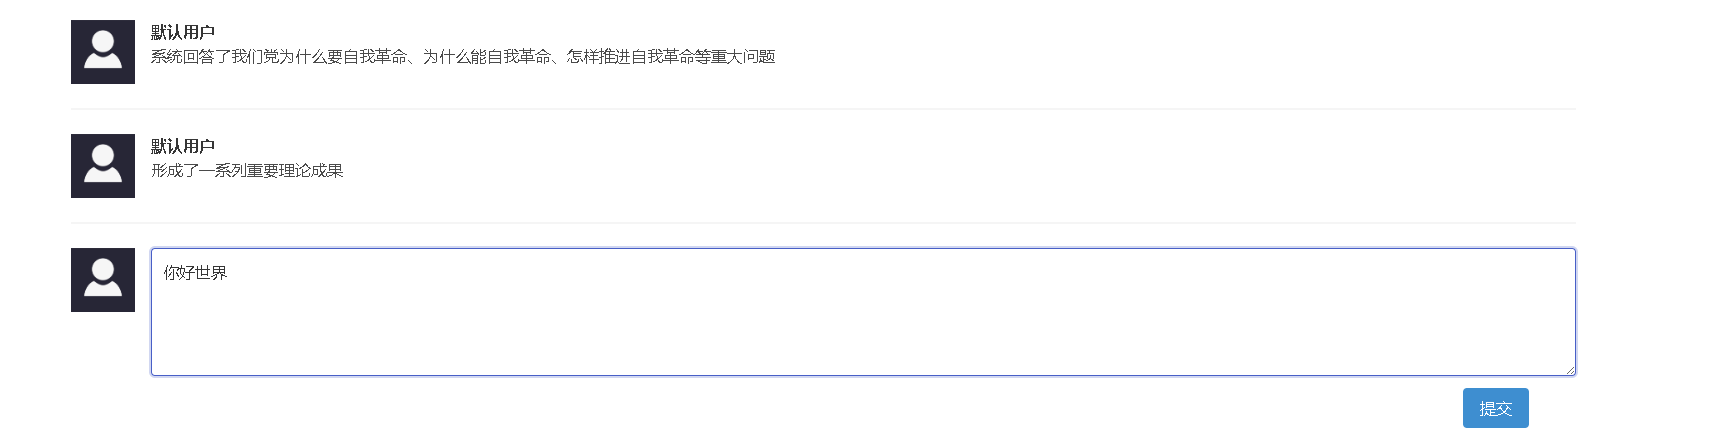 默认用户
系统回答了我们党为什么要自我革命、为什么能自我革命、怎样推进自我革命等重大问题
默认用户
形成了一系列重要理论成果
你好世界
提交